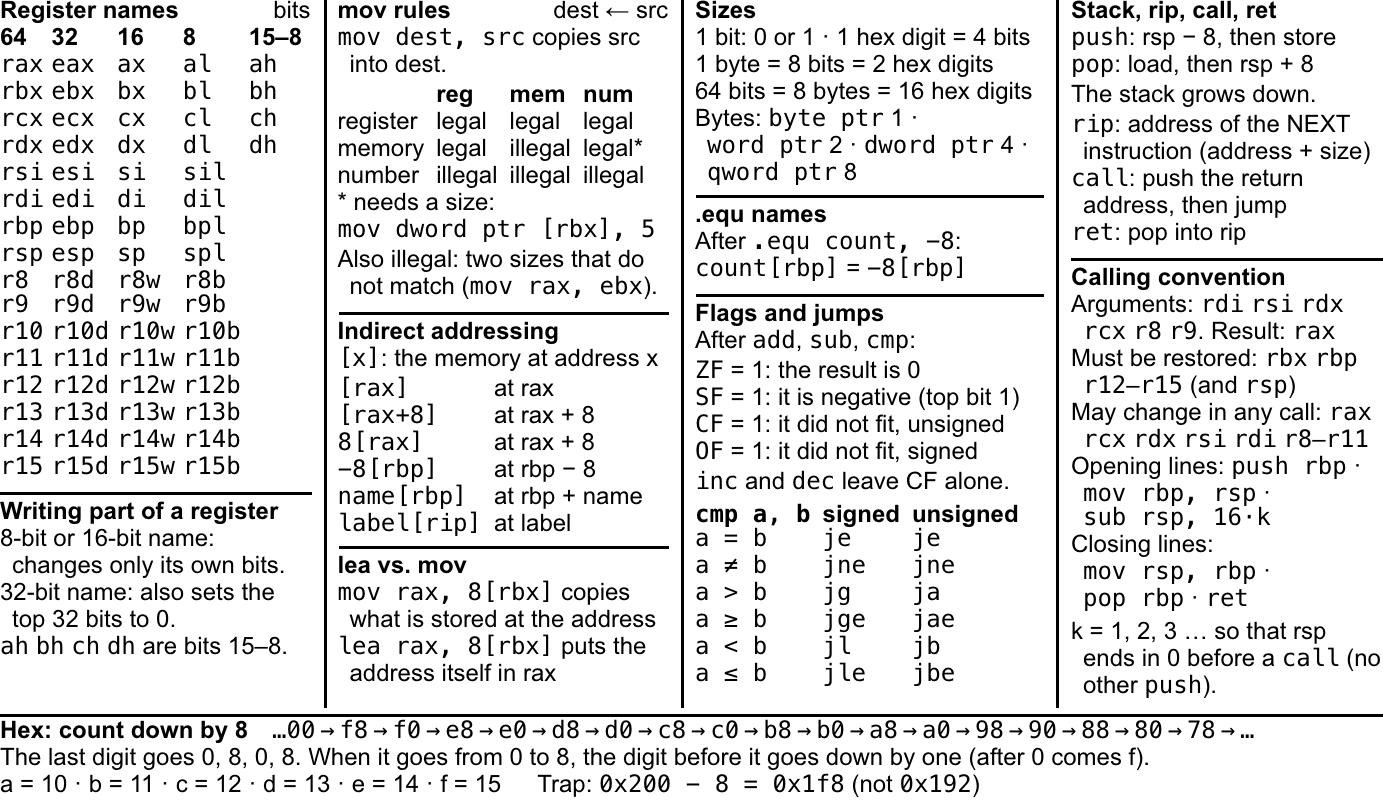 Register names bits
64 32 16 8 15–8
rax eax ax al ah
rbx ebx bx bl bh
rcx ecx cx cl ch
rdx edx dx dl dh
rsi esi si sil
rdi edi di dil
rbp ebp bp bpl
rsp esp sp spl
r8 r8d r8w r8b
r9 r9d r9w r9b
r10 r10d r10w r10b
r11 r11d r11w r11b
r12 r12d r12w r12b
r13 r13d r13w r13b
r14 r14d r14w r14b
r15 r15d r15w r15b
Writing part of a register
8-bit or 16-bit name:
changes only its own bits.
32-bit name: also sets the
top 32 bits to 0.
ah bh ch dh are bits 15–8.
mov rules dest ← src
mov dest, src copies src
into dest.
reg mem num
register legal legal legal
memory legal illegal legal*
number illegal illegal illegal
* needs a size:
mov dword ptr [rbx], 5
Also illegal: two sizes that do
not match (mov rax, ebx).
Indirect addressing
[x]: the memory at address x
[rax] at rax
[rax+8] at rax + 8
8[rax] at rax + 8
−8[rbp] at rbp − 8
name[rbp] at rbp + name
label[rip] at label
lea vs. mov
mov rax, 8[rbx] copies
what is stored at the address
lea rax, 8[rbx] puts the
address itself in rax
Sizes
1 bit: 0 or 1 · 1 hex digit = 4 bits
1 byte = 8 bits = 2 hex digits
64 bits = 8 bytes = 16 hex digits
Bytes: byte ptr 1 ·
word ptr 2 · dword ptr 4 ·
qword ptr 8
.equ names
After .equ count, −8:
count[rbp] = −8[rbp]
Flags and jumps
After add, sub, cmp:
ZF = 1: the result is 0
SF = 1: it is negative (top bit 1)
CF = 1: it did not fit, unsigned
OF = 1: it did not fit, signed
inc and dec leave CF alone.
cmp a, b signed unsigned
a = b je je
a ≠ b jne jne
a > b jg ja
a ≥ b jge jae
a < b jl jb
a ≤ b jle jbe
Stack, rip, call, ret
push: rsp − 8, then store
pop: load, then rsp + 8
The stack grows down.
rip: address of the NEXT
instruction (address + size)
call: push the return
address, then jump
ret: pop into rip
Calling convention
Arguments: rdi rsi rdx
rcx r8 r9. Result: rax
Must be restored: rbx rbp
r12–r15 (and rsp)
May change in any call: rax
rcx rdx rsi rdi r8–r11
Opening lines: push rbp ·
mov rbp, rsp ·
sub rsp, 16·k
Closing lines:
mov rsp, rbp ·
pop rbp · ret
k = 1, 2, 3 … so that rsp
ends in 0 before a call (no
other push).
Hex: count down by 8 …00 → f8 → f0 → e8 → e0 → d8 → d0 → c8 → c0 → b8 → b0 → a8 → a0 → 98 → 90 → 88 → 80 → 78 → …
The last digit goes 0, 8, 0, 8. When it goes from 0 to 8, the digit before it goes down by one (after 0 comes f).
a = 10 · b = 11 · c = 12 · d = 13 · e = 14 · f = 15 Trap: 0x200 − 8 = 0x1f8 (not 0x192)